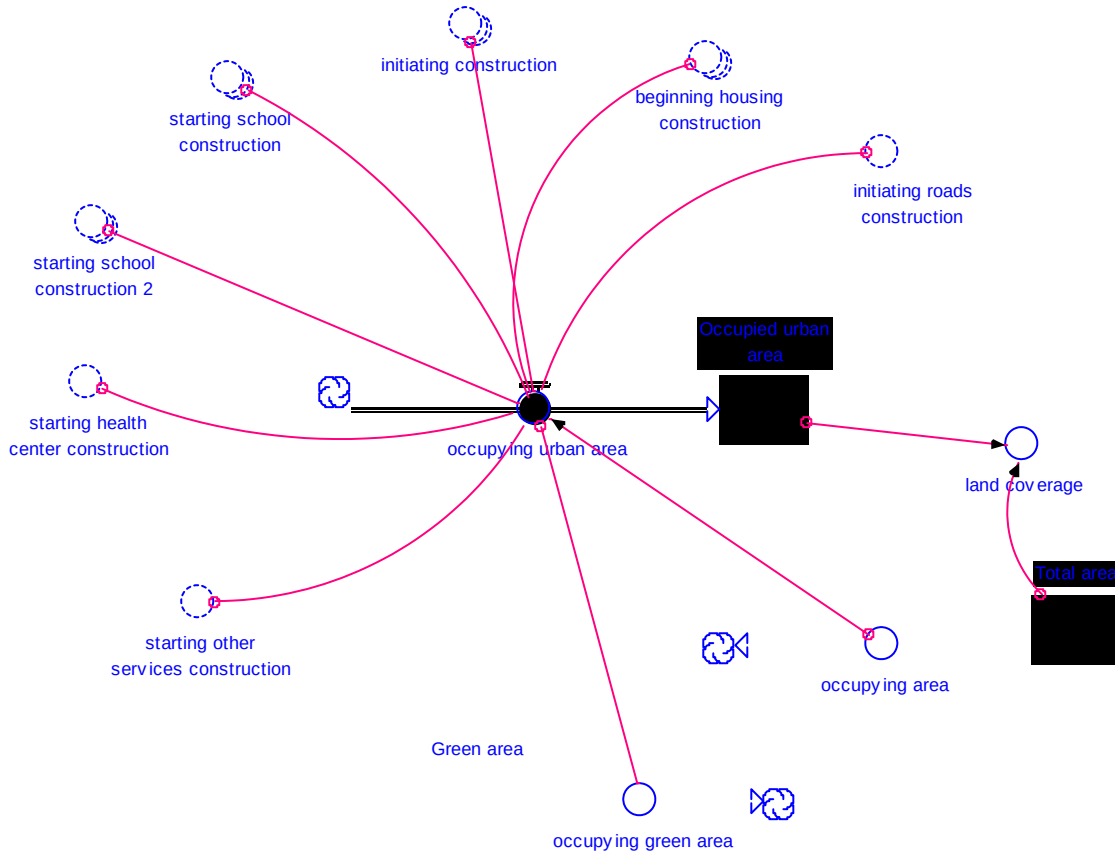 initiating construction
beginning housing
construction
starting school
construction
initiating roads
construction
starting school
construction 2
Occupied urban
area
starting health
center construction
occupying urban area
land coverage
Total area
starting other
services construction
occupying area
Green area
occupying green area